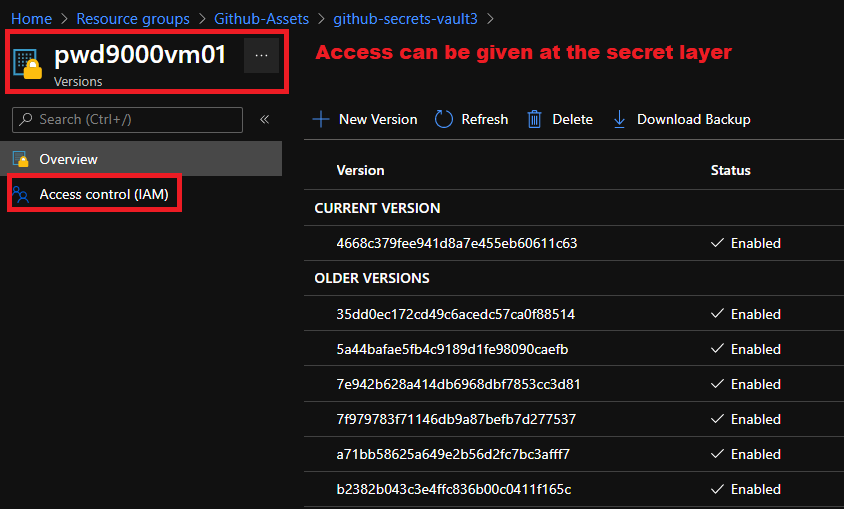 Home > Resource groups > Github-Assets > github-secrets-vault3 >
pwd9000vm01 ...
Versions
Access can be given at the secret layer
Search (Ctrl+/) «
Overview
Access control (IAM)
New Version Refresh Delete Download Backup
Version Status
CURRENT VERSION
4668c379fee941d8a7e455eb60611c63 Enabled
OLDER VERSIONS
35dd0ec172cd49c6acedc57ca0f88514 Enabled
5a44bafae5fb4c9189d1fe98090caefb Enabled
7e942b628a414db6968dbf7853cc3d81 Enabled
7f979783f71146db9a87befb7d277537 Enabled
a71bb58625a649e2b56d2fc7bc3afff7 Enabled
b2382b043c3e4ffc836b00c0411f165c Enabled